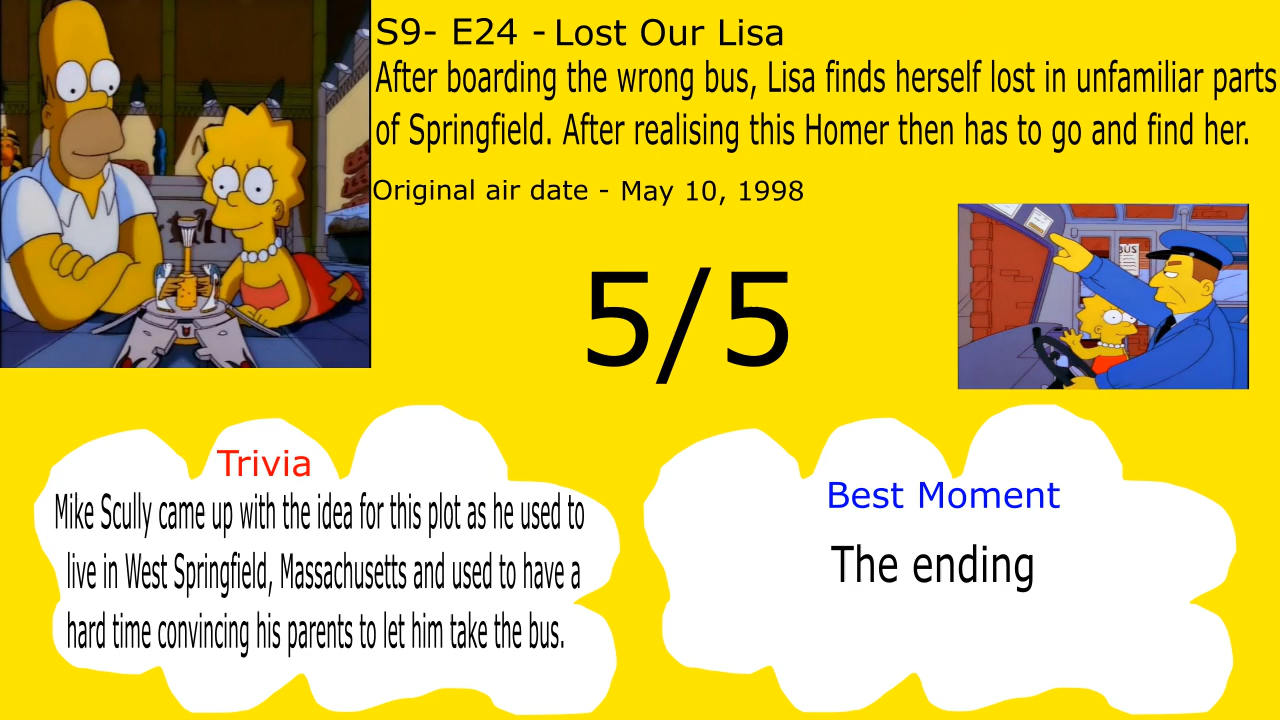 S9- E24 - Lost Our Lisa
After boarding the wrong bus, Lisa finds herself lost in unfamiliar parts
of Springfield. After realising this Homer then has to go and find her.
Original air date - May 10, 1998
BUS
5/5
Trivia
Mike Scully came up with the idea for this plot as he used to
live in West Springfield, Massachusetts and used to have a
hard time convincing his parents to let him take the bus.
Best Moment
The ending